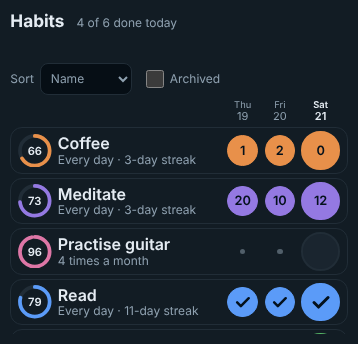 Habits 4 of 6 done today
Sort Name Archived
Thu Fri Sat
19 20 21
66 Coffee 1 2 0
Every day · 3-day streak
73 Meditate 20 10 12
Every day · 3-day streak
96 Practise guitar
4 times a month
79 Read
Every day · 11-day streak